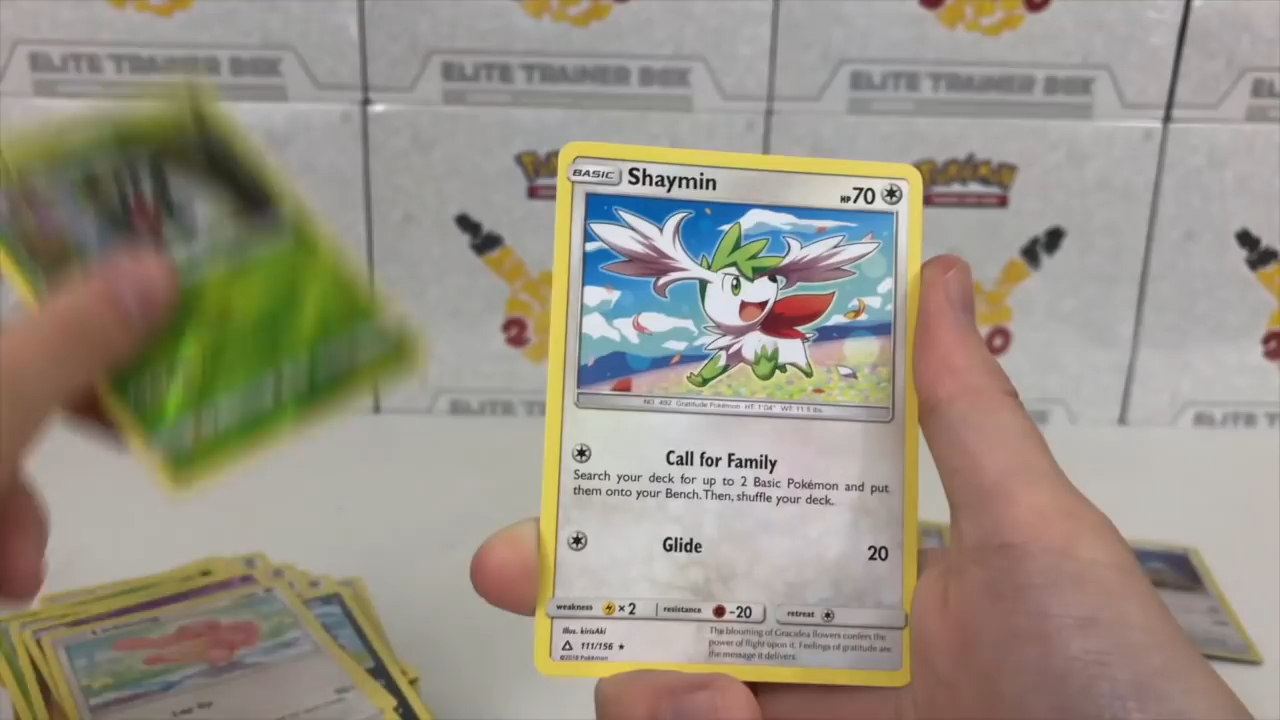 ELITE TRAINER BOX
ELITE TRAINER BOX
ELITE TRAINER BOX
BASIC Shaymin HP 70
NO. 492 Gratitude Pokémon HT: 1'04" WT: 11.5 lbs.
Call for Family
Search your deck for up to 2 Basic Pokémon and put
them onto your Bench. Then, shuffle your deck.
Glide 20
weakness ×2 resistance -20 retreat
Illus. kirisAki
111/156 ★
©2018 Pokémon
The blooming of Gracidea flowers confers the
power of flight upon it. Feelings of gratitude are
the message it delivers.
Pokémon